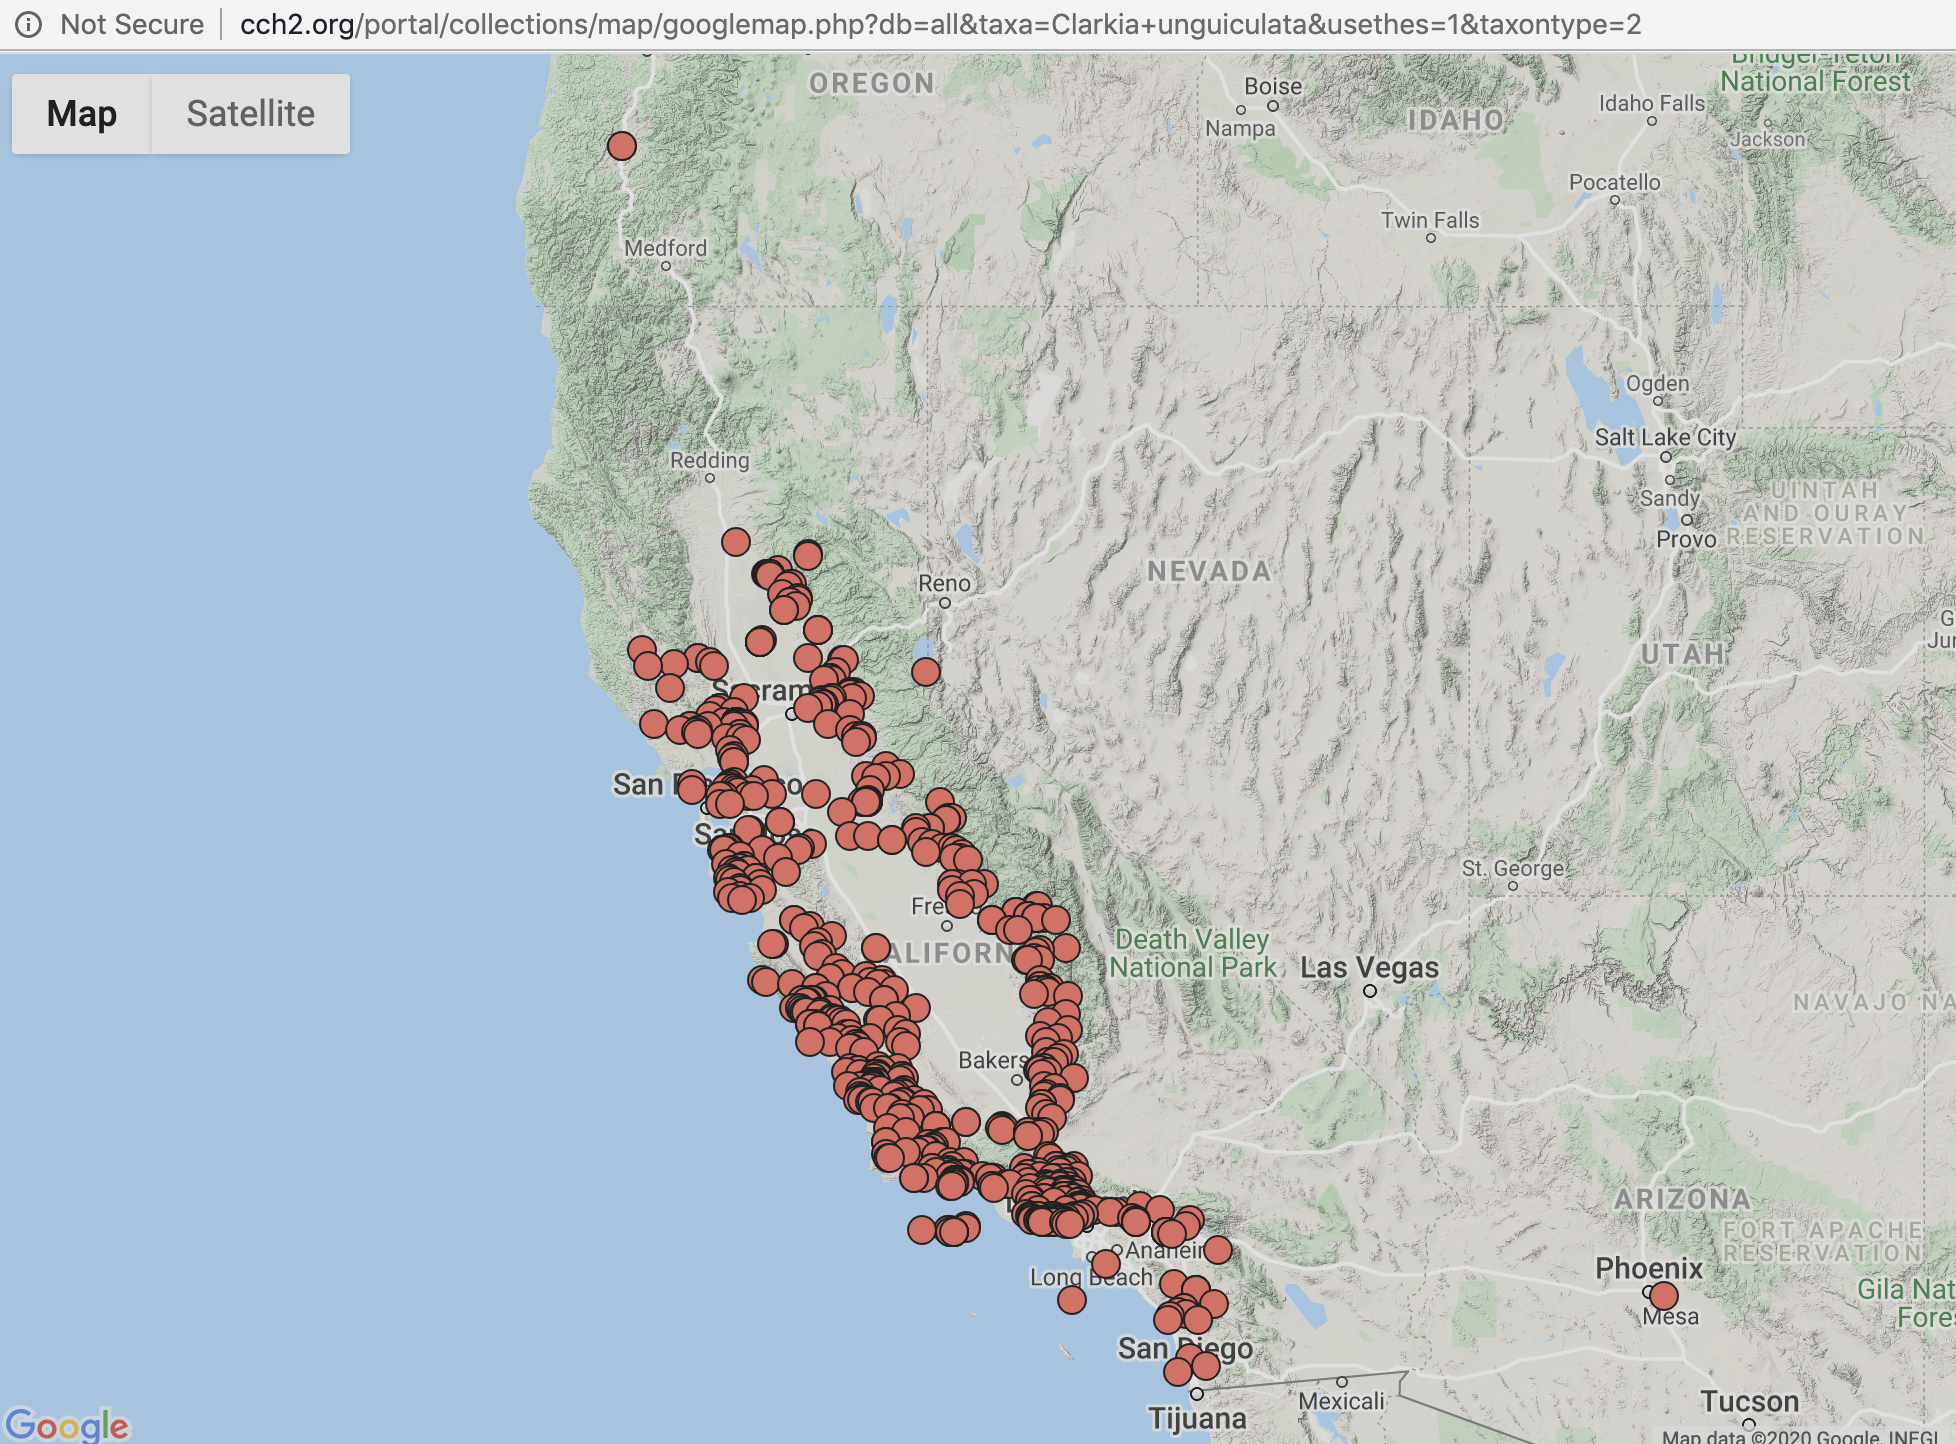 Not Secure | cch2.org/portal/collections/map/googlemap.php?db=all&taxa=Clarkia+unguiculata&usethes=1&taxontype=2
Map Satellite
OREGON
Boise
Nampa
IDAHO
Idaho Falls
Bridger-Teton
National Forest
Jackson
Pocatello
Twin Falls
Medford
Ogden
Salt Lake City
Redding
Sandy
Provo
UINTAH
AND OURAY
RESERVATION
Reno
NEVADA
UTAH
St. George
Death Valley
National Park
Las Vegas
NAVAJO NA
Bakers
ARIZONA
FORT APACHE
RESERVATION
Anaheim
Long Beach
Phoenix
Mesa
Gila Nat
Fores
San Diego
Mexicali
Tijuana
Tucson
Google
Map data ©2020 Google, INEGI